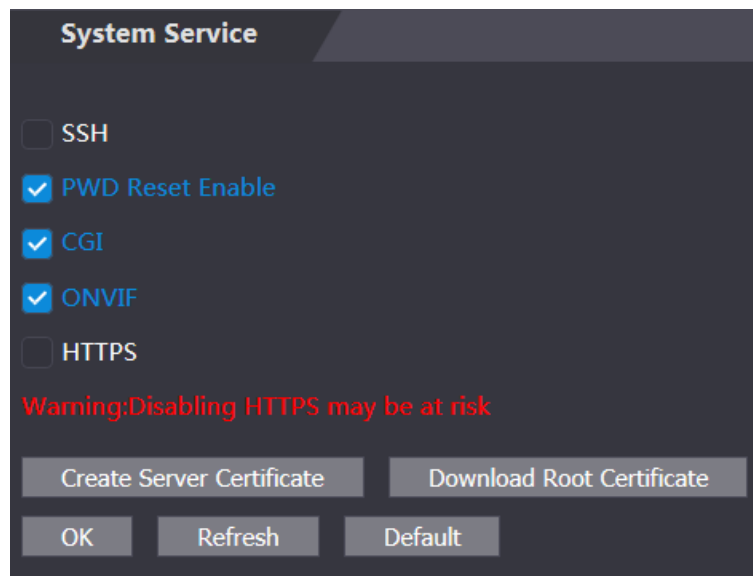 System Service
SSH
PWD Reset Enable
CGI
ONVIF
HTTPS
Warning:Disabling HTTPS may be at risk
Create Server Certificate Download Root Certificate
OK Refresh Default